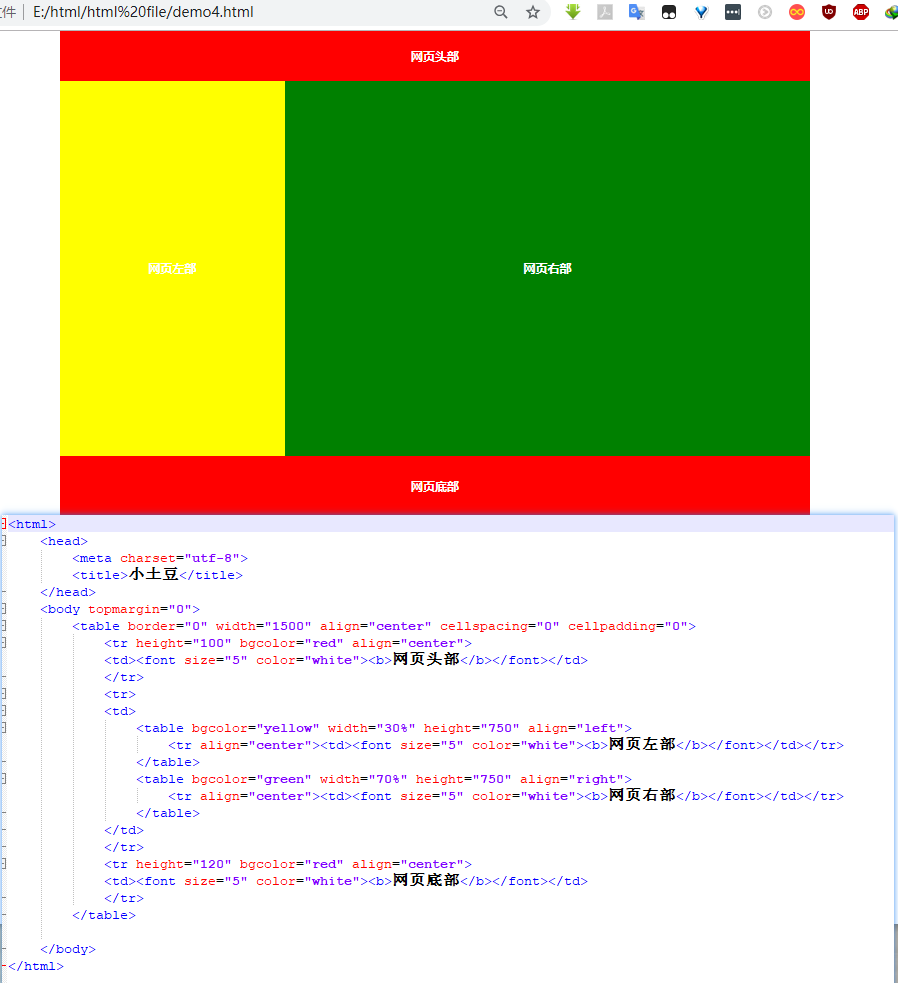 件 E:/html/html%20file/demo4.html
网页头部
网页左部 网页右部
网页底部
<html>
<head>
<meta charset="utf-8">
<title>小土豆</title>
</head>
<body topmargin="0">
<table border="0" width="1500" align="center" cellspacing="0" cellpadding="0">
<tr height="100" bgcolor="red" align="center">
<td><font size="5" color="white"><b>网页头部</b></font></td>
</tr>
<tr>
<td>
<table bgcolor="yellow" width="30%" height="750" align="left">
<tr align="center"><td><font size="5" color="white"><b>网页左部</b></font></td></tr>
</table>
<table bgcolor="green" width="70%" height="750" align="right">
<tr align="center"><td><font size="5" color="white"><b>网页右部</b></font></td></tr>
</table>
</td>
</tr>
<tr height="120" bgcolor="red" align="center">
<td><font size="5" color="white"><b>网页底部</b></font></td>
</tr>
</table>
</body>
</html>